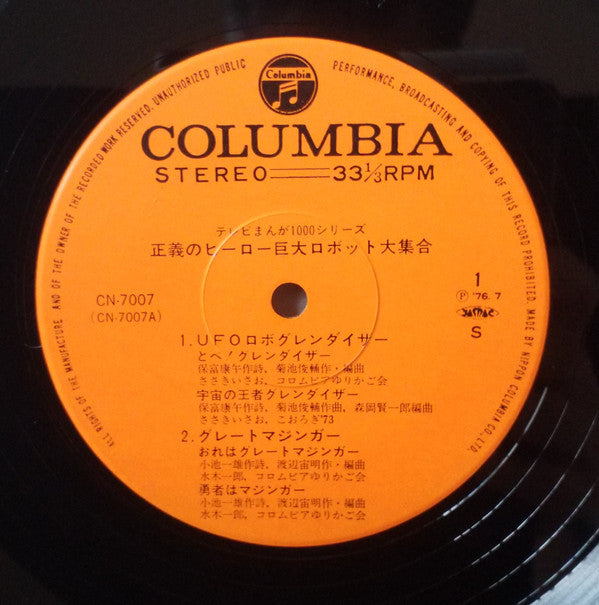 ALL RIGHTS OF THE MANUFACTURE AND OF THE OWNER OF THE RECORDED WORK RESERVED. UNAUTHORIZED PUBLIC PERFORMANCE, BROADCASTING AND COPYING OF THIS RECORD PROHIBITED. MADE BY NIPPON COLUMBIA CO., LTD.
Columbia
COLUMBIA
STEREO 33 1/3 RPM
テレビまんが1000シリーズ
正義のヒーロー巨大ロボット大集合
CN-7007
(CN-7007A)
1
Ⓟ '76. 7
JASRAC
S
1. UFOロボグレンダイザー
とべ!グレンダイザー
保富康午作詩, 菊池俊輔作・編曲
ささきいさお, コロムビアゆりかご会
宇宙の王者グレンダイザー
保富康午作詩, 菊池俊輔作曲, 森岡賢一郎編曲
ささきいさお, こおろぎ'73
2. グレートマジンガー
おれはグレートマジンガー
小池一雄作詩, 渡辺宙明作・編曲
水木一郎, コロムビアゆりかご会
勇者はマジンガー
小池一雄作詩, 渡辺宙明作・編曲
水木一郎, コロムビアゆりかご会